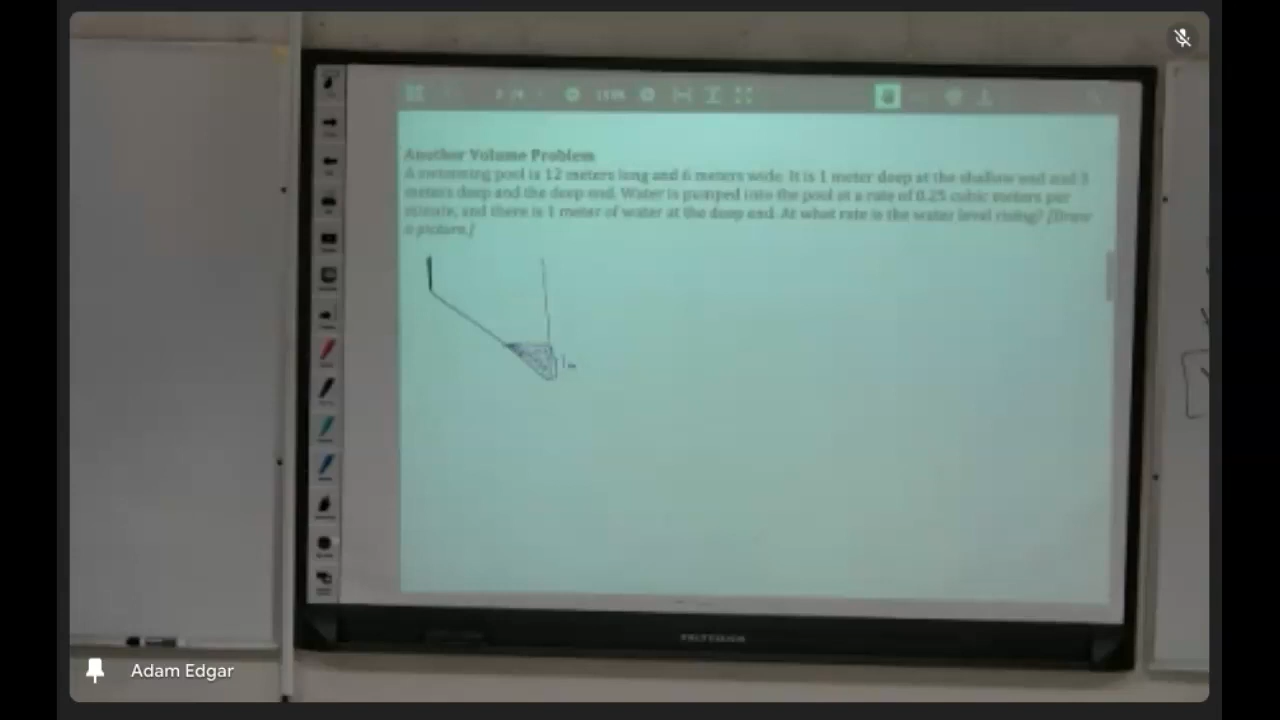 Another Volume Problem
A swimming pool is 12 meters long and 6 meters wide. It is 1 meter deep at the shallow end and 3
meters deep and the deep end. Water is pumped into the pool at a rate of 0.25 cubic meters per
minute, and there is 1 meter of water at the deep end. At what rate is the water level rising? [Draw
a picture.]
1m
Adam Edgar